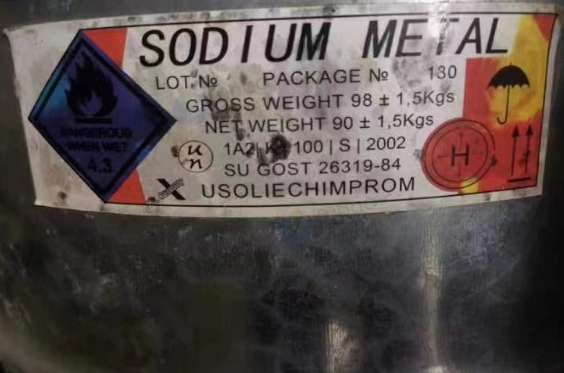 SODIUM METAL
LOT.№ PACKAGE № 130
GROSS WEIGHT 98 ± 1,5Kgs
NET WEIGHT 90 ± 1,5Kgs
un 1A2| 100 | S | 2002
SU GOST 26319-84
USOLIECHIMPROM
DANGEROUS
WHEN WET
4.3
H